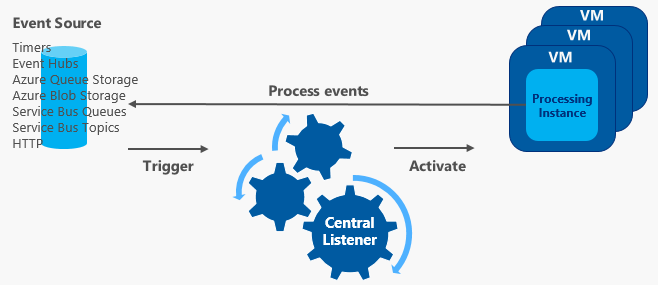 Event Source
Timers
Event Hubs
Azure Queue Storage
Azure Blob Storage
Service Bus Queues
Service Bus Topics
HTTP
VM
VM
VM
Processing
Instance
Process events
Trigger
Activate
Central
Listener